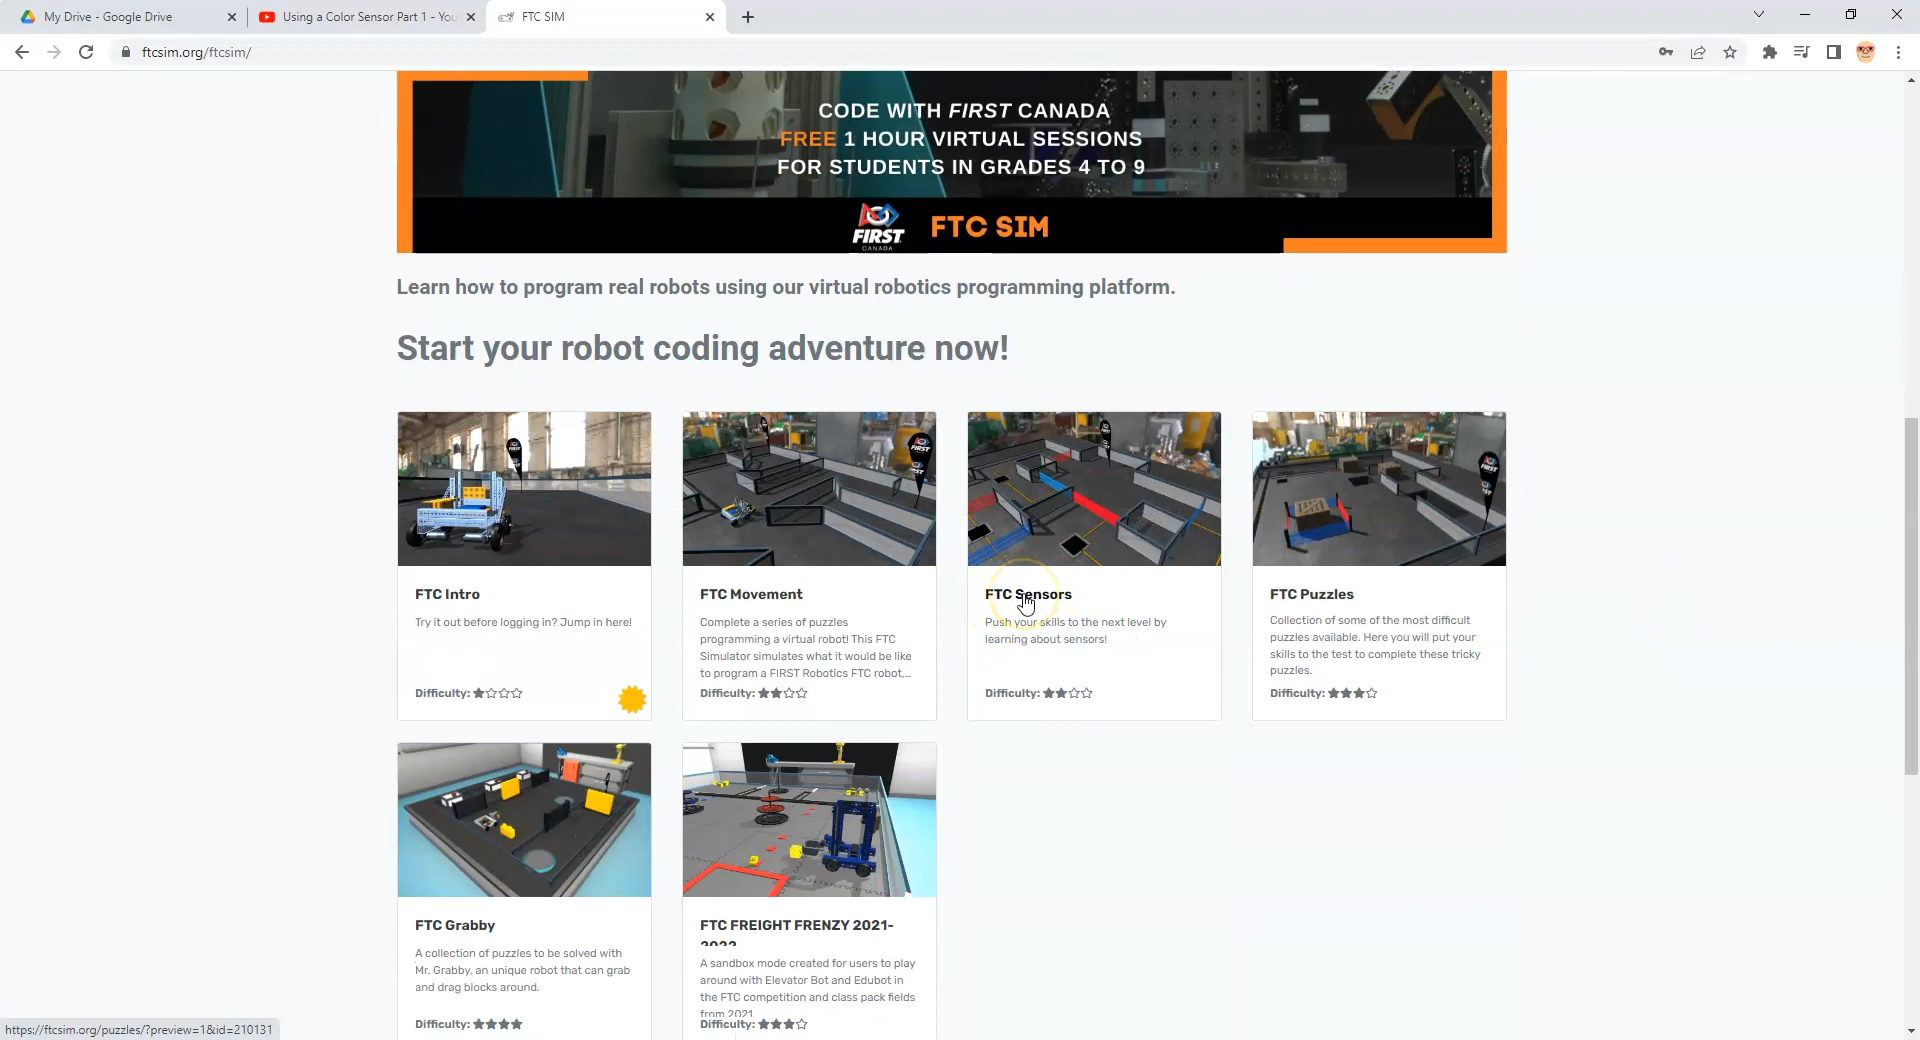 My Drive - Google Drive
Using a Color Sensor Part 1 - You
FTC SIM
ftcsim.org/ftcsim/
CODE WITH FIRST CANADA
FREE 1 HOUR VIRTUAL SESSIONS
FOR STUDENTS IN GRADES 4 TO 9
FIRST
CANADA
FTC SIM
Learn how to program real robots using our virtual robotics programming platform.
Start your robot coding adventure now!
FIRST
FIRST
FIRST
FTC Intro
Try it out before logging in? Jump in here!
Difficulty:
FTC Movement
Complete a series of puzzles
programming a virtual robot! This FTC
Simulator simulates what it would be like
to program a FIRST Robotics FTC robot,...
Difficulty:
FTC Sensors
Push your skills to the next level by
learning about sensors!
Difficulty:
FTC Puzzles
Collection of some of the most difficult
puzzles available. Here you will put your
skills to the test to complete these tricky
puzzles.
Difficulty:
FTC Grabby
A collection of puzzles to be solved with
Mr. Grabby, an unique robot that can grab
and drag blocks around.
Difficulty:
FTC FREIGHT FRENZY 2021-
2022
A sandbox mode created for users to play
around with Elevator Bot and Edubot in
the FTC competition and class pack fields
from 2021
Difficulty:
https://ftcsim.org/puzzles/?preview=1&id=210131